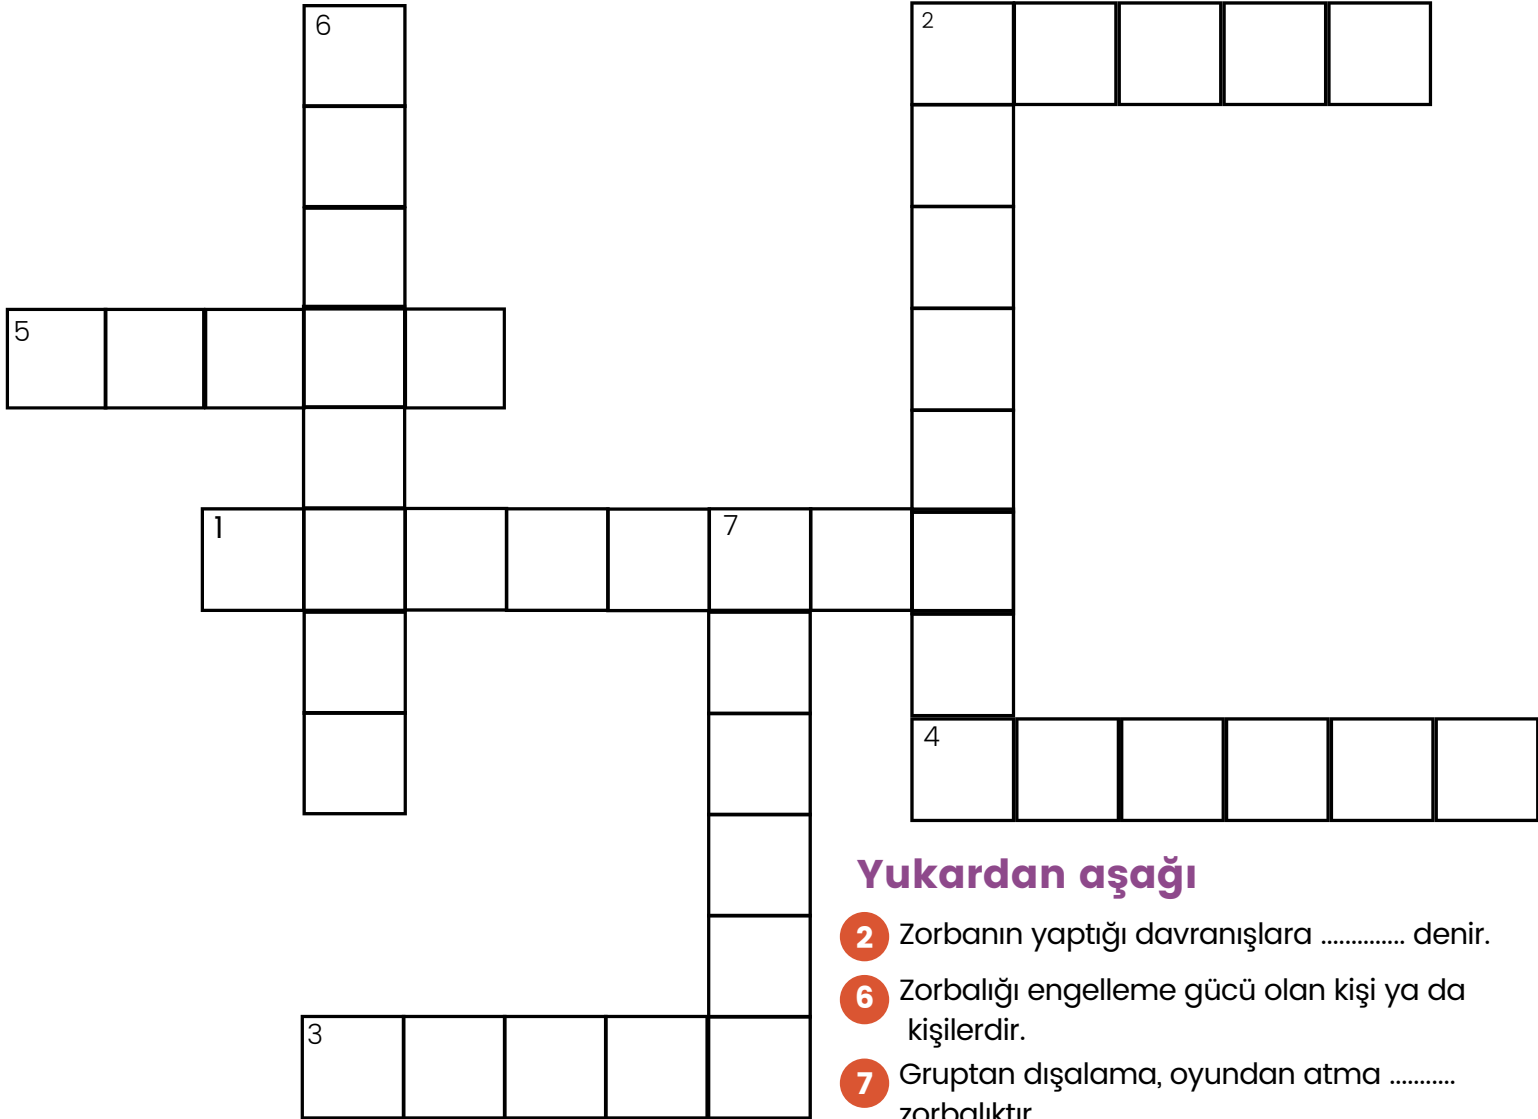 6
2
5
1
7
4
3
Yukardan aşağı
2 Zorbanın yaptığı davranışlara .............. denir.
6 Zorbalığı engelleme gücü olan kişi ya da
kişilerdir.
7 Gruptan dışalama, oyundan atma ...........
zorbalıktır